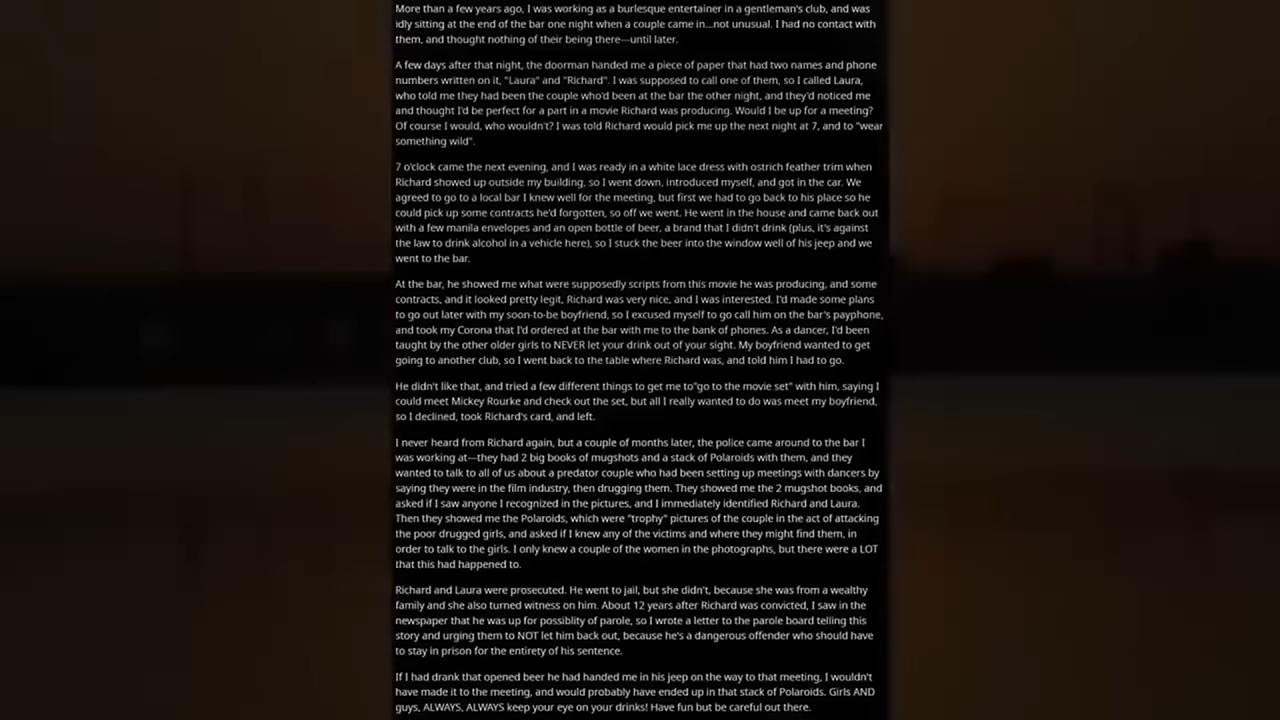 More than a few years ago, I was working as a burlesque entertainer in a gentleman's club, and was
idly sitting at the end of the bar one night when a couple came in...not unusual. I had no contact with
them, and thought nothing of their being there---until later.
A few days after that night, the doorman handed me a piece of paper that had two names and phone
numbers written on it, "Laura" and "Richard". I was supposed to call one of them, so I called Laura,
who told me they had been the couple who'd been at the bar the other night, and they'd noticed me
and thought I'd be perfect for a part in a movie Richard was producing. Would I be up for a meeting?
Of course I would, who wouldn't? I was told Richard would pick me up the next night at 7, and to "wear
something wild".
7 o'clock came the next evening, and I was ready in a white lace dress with ostrich feather trim when
Richard showed up outside my building, so I went down, introduced myself, and got in the car. We
agreed to go to a local bar I knew well for the meeting, but first we had to go back to his place so he
could pick up some contracts he'd forgotten, so off we went. He went in the house and came back out
with a few manila envelopes and an open bottle of beer, a brand that I didn't drink (plus, it's against
the law to drink alcohol in a vehicle here), so I stuck the beer into the window well of his jeep and we
went to the bar.
At the bar, he showed me what were supposedly scripts from this movie he was producing, and some
contracts, and it looked pretty legit, Richard was very nice, and I was interested. I'd made some plans
to go out later with my soon-to-be boyfriend, so I excused myself to go call him on the bar's payphone,
and took my Corona that I'd ordered at the bar with me to the bank of phones. As a dancer, I'd been
taught by the other older girls to NEVER let your drink out of your sight. My boyfriend wanted to get
going to another club, so I went back to the table where Richard was, and told him I had to go.
He didn't like that, and tried a few different things to get me to"go to the movie set" with him, saying I
could meet Mickey Rourke and check out the set, but all I really wanted to do was meet my boyfriend,
so I declined, took Richard's card, and left.
I never heard from Richard again, but a couple of months later, the police came around to the bar I
was working at---they had 2 big books of mugshots and a stack of Polaroids with them, and they
wanted to talk to all of us about a predator couple who had been setting up meetings with dancers by
saying they were in the film industry, then drugging them. They showed me the 2 mugshot books, and
asked if I saw anyone I recognized in the pictures, and I immediately identified Richard and Laura.
Then they showed me the Polaroids, which were "trophy" pictures of the couple in the act of attacking
the poor drugged girls, and asked if I knew any of the victims and where they might find them, in
order to talk to the girls. I only knew a couple of the women in the photographs, but there were a LOT
that this had happened to.
Richard and Laura were prosecuted. He went to jail, but she didn't, because she was from a wealthy
family and she also turned witness on him. About 12 years after Richard was convicted, I saw in the
newspaper that he was up for possiblity of parole, so I wrote a letter to the parole board telling this
story and urging them to NOT let him back out, because he's a dangerous offender who should have
to stay in prison for the entirety of his sentence.
If I had drank that opened beer he had handed me in his jeep on the way to that meeting, I wouldn't
have made it to the meeting, and would probably have ended up in that stack of Polaroids. Girls AND
guys, ALWAYS, ALWAYS keep your eye on your drinks! Have fun but be careful out there.